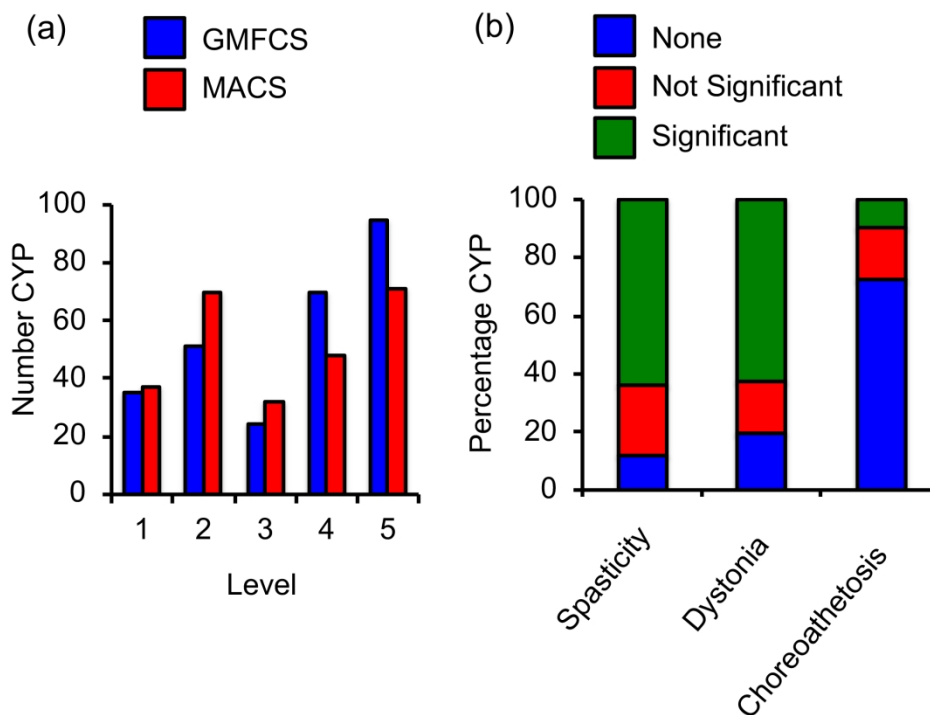 (a)
GMFCS
MACS
Number CYP
100
80
60
40
20
0
1 2 3 4 5
Level
(b)
None
Not Significant
Significant
Percentage CYP
100
80
60
40
20
0
Spasticity
Dystonia
Choreoathetosis